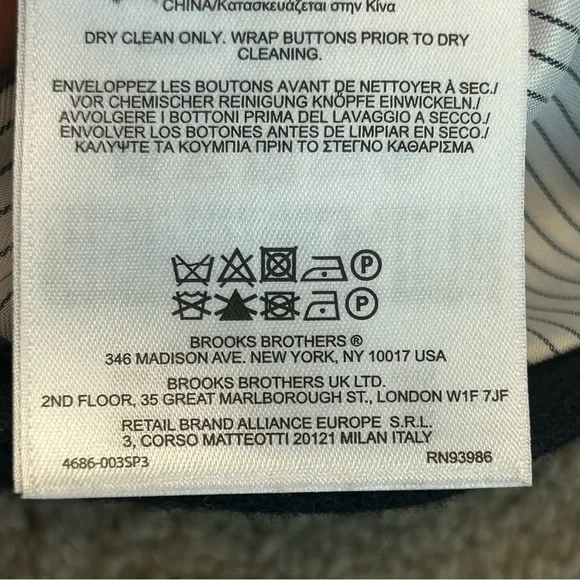 CHINA/Κατασκευάζεται στην Κίνα
DRY CLEAN ONLY. WRAP BUTTONS PRIOR TO DRY
CLEANING.
ENVELOPPEZ LES BOUTONS AVANT DE NETTOYER À SEC./
VOR CHEMISCHER REINIGUNG KNÖPFE EINWICKELN./
AVVOLGERE I BOTTONI PRIMA DEL LAVAGGIO A SECCO./
ENVOLVER LOS BOTONES ANTES DE LIMPIAR EN SECO./
ΚΑΛΥΨΤΕ ΤΑ ΚΟΥΜΠΙΑ ΠΡΙΝ ΤΟ ΣΤΕΓΝΟ ΚΑΘΑΡΙΣΜΑ
P
P
BROOKS BROTHERS ®
346 MADISON AVE. NEW YORK, NY 10017 USA
BROOKS BROTHERS UK LTD.
2ND FLOOR, 35 GREAT MARLBOROUGH ST., LONDON W1F 7JF
RETAIL BRAND ALLIANCE EUROPE S.R.L.
3, CORSO MATTEOTTI 20121 MILAN ITALY
4686-003SP3 RN93986